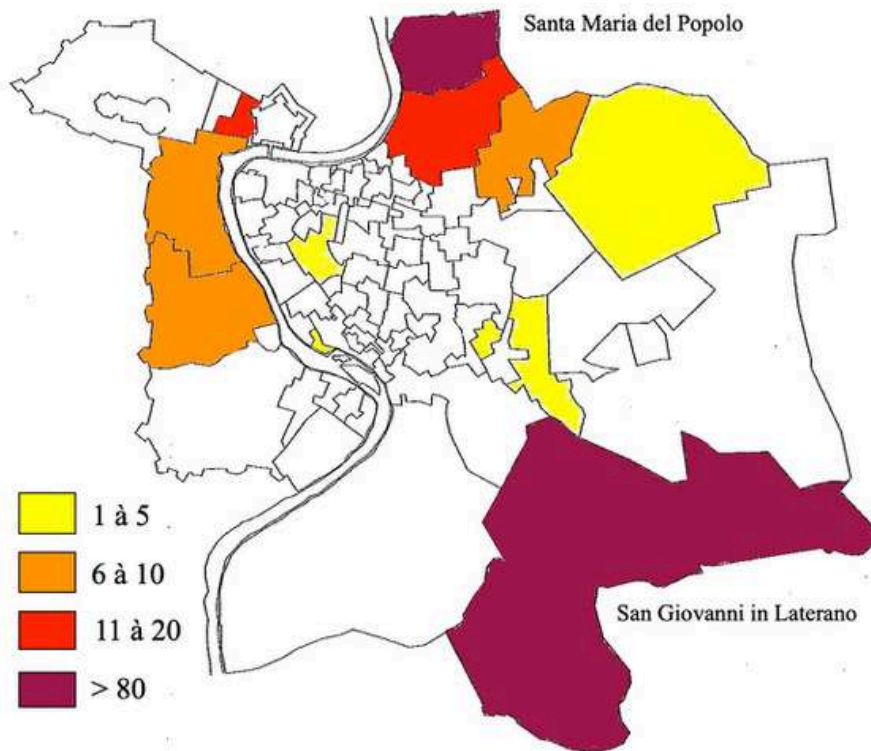 Santa Maria del Popolo
1 à 5
6 à 10
11 à 20
> 80
San Giovanni in Laterano